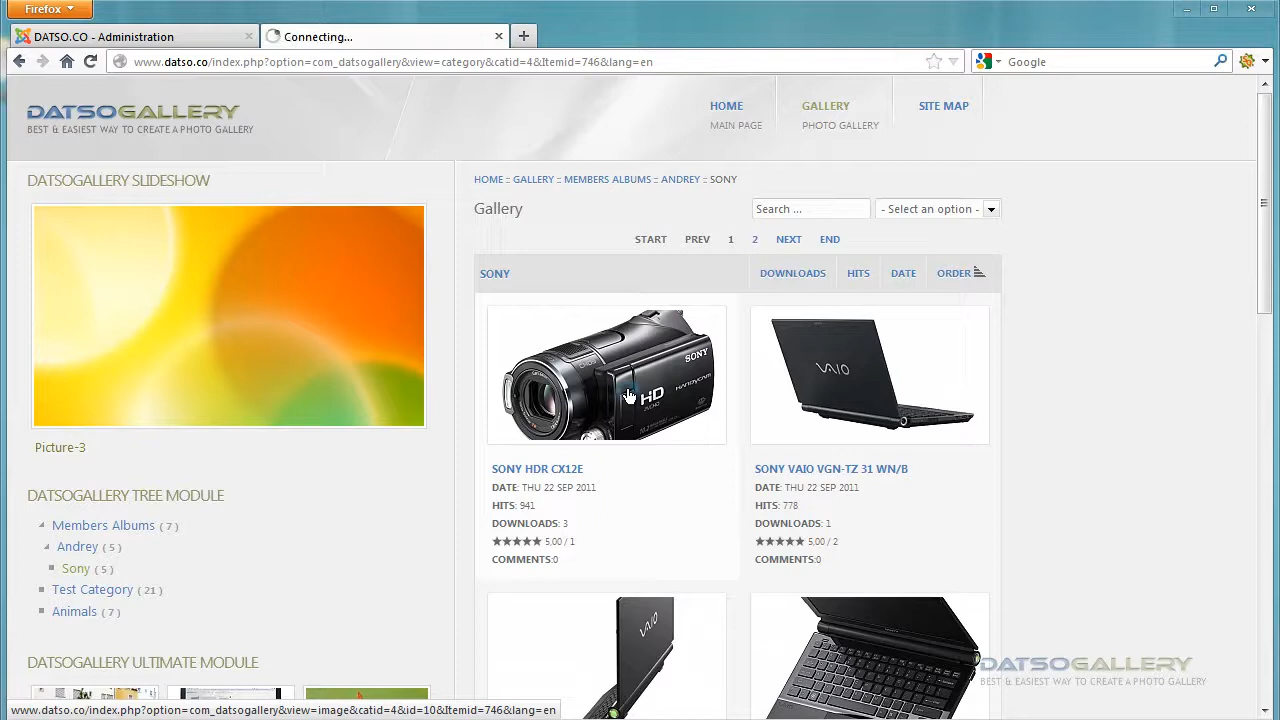 Firefox
DATSO.CO - Administration
Connecting...
www.datso.co/index.php?option=com_datsogallery&view=category&catid=4&Itemid=746&lang=en
Google
DATSOGALLERY
BEST & EASIEST WAY TO CREATE A PHOTO GALLERY
HOME
MAIN PAGE
GALLERY
PHOTO GALLERY
SITE MAP
DATSOGALLERY SLIDESHOW
Picture-3
DATSOGALLERY TREE MODULE
Members Albums ( 7 )
Andrey ( 5 )
Sony ( 5 )
Test Category ( 21 )
Animals ( 7 )
DATSOGALLERY ULTIMATE MODULE
HOME :: GALLERY :: MEMBERS ALBUMS :: ANDREY :: SONY
Gallery
Search ...
- Select an option -
START PREV 1 2 NEXT END
SONY
DOWNLOADS HITS DATE ORDER
SONY
HD
AVCHD
HANDYCAM
VAIO
SONY HDR CX12E
DATE: THU 22 SEP 2011
HITS: 941
DOWNLOADS: 3
5,00 / 1
COMMENTS:0
SONY VAIO VGN-TZ 31 WN/B
DATE: THU 22 SEP 2011
HITS: 778
DOWNLOADS: 1
5,00 / 2
COMMENTS:0
VAIO
DATSOGALLERY
BEST & EASIEST WAY TO CREATE A PHOTO GALLERY
www.datso.co/index.php?option=com_datsogallery&view=image&catid=4&id=10&Itemid=746&lang=en